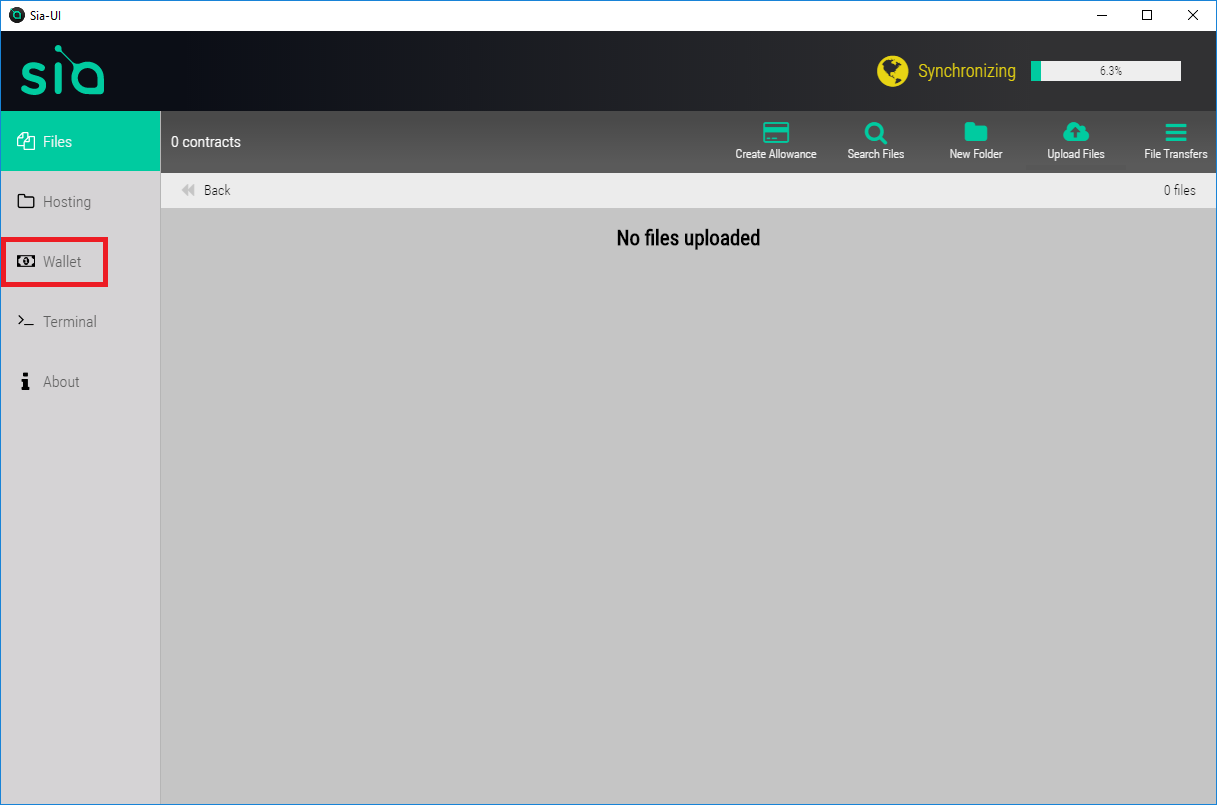 Sia-UI
sia
Synchronizing
6.3%
Files
0 contracts
Create Allowance
Search Files
New Folder
Upload Files
File Transfers
Back
0 files
Hosting
No files uploaded
Wallet
Terminal
About